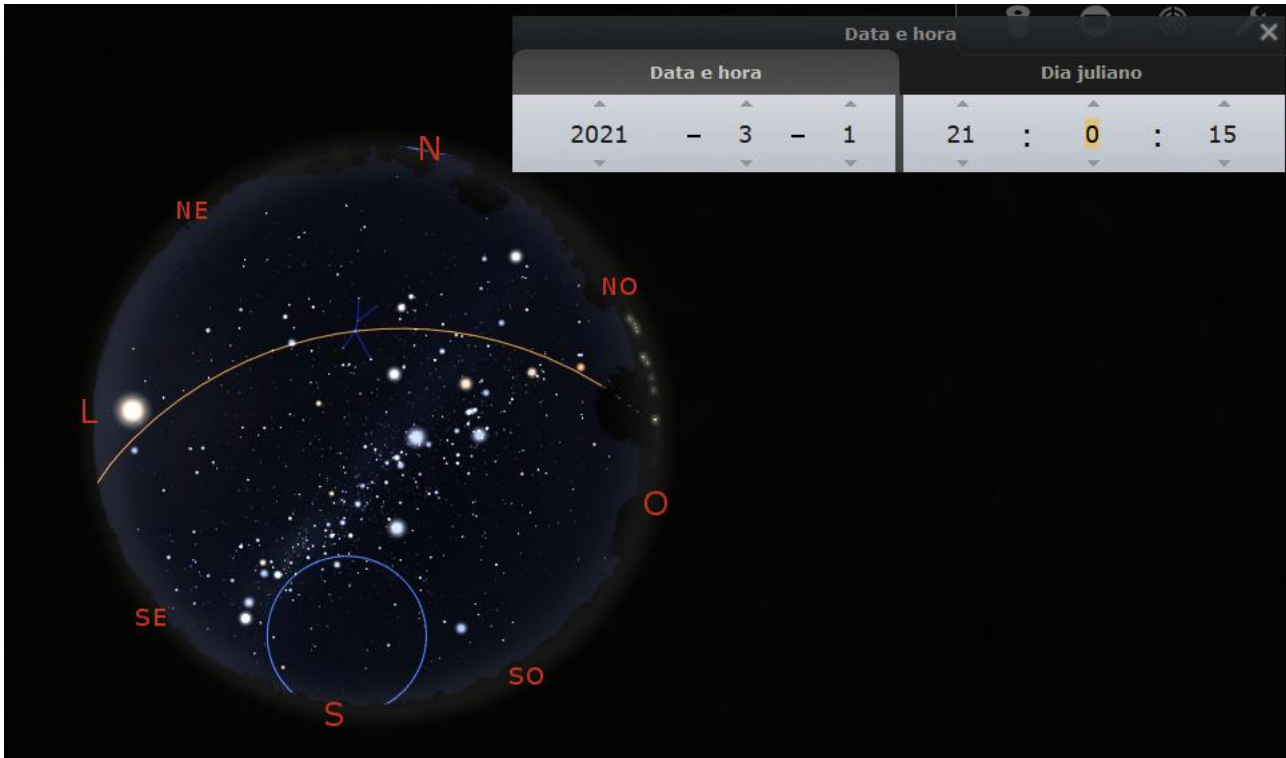 Data e hora
Data e hora Dia juliano
2021 - 3 - 1 21 : 0 : 15
N
NE
NO
L
O
SE
SO
S